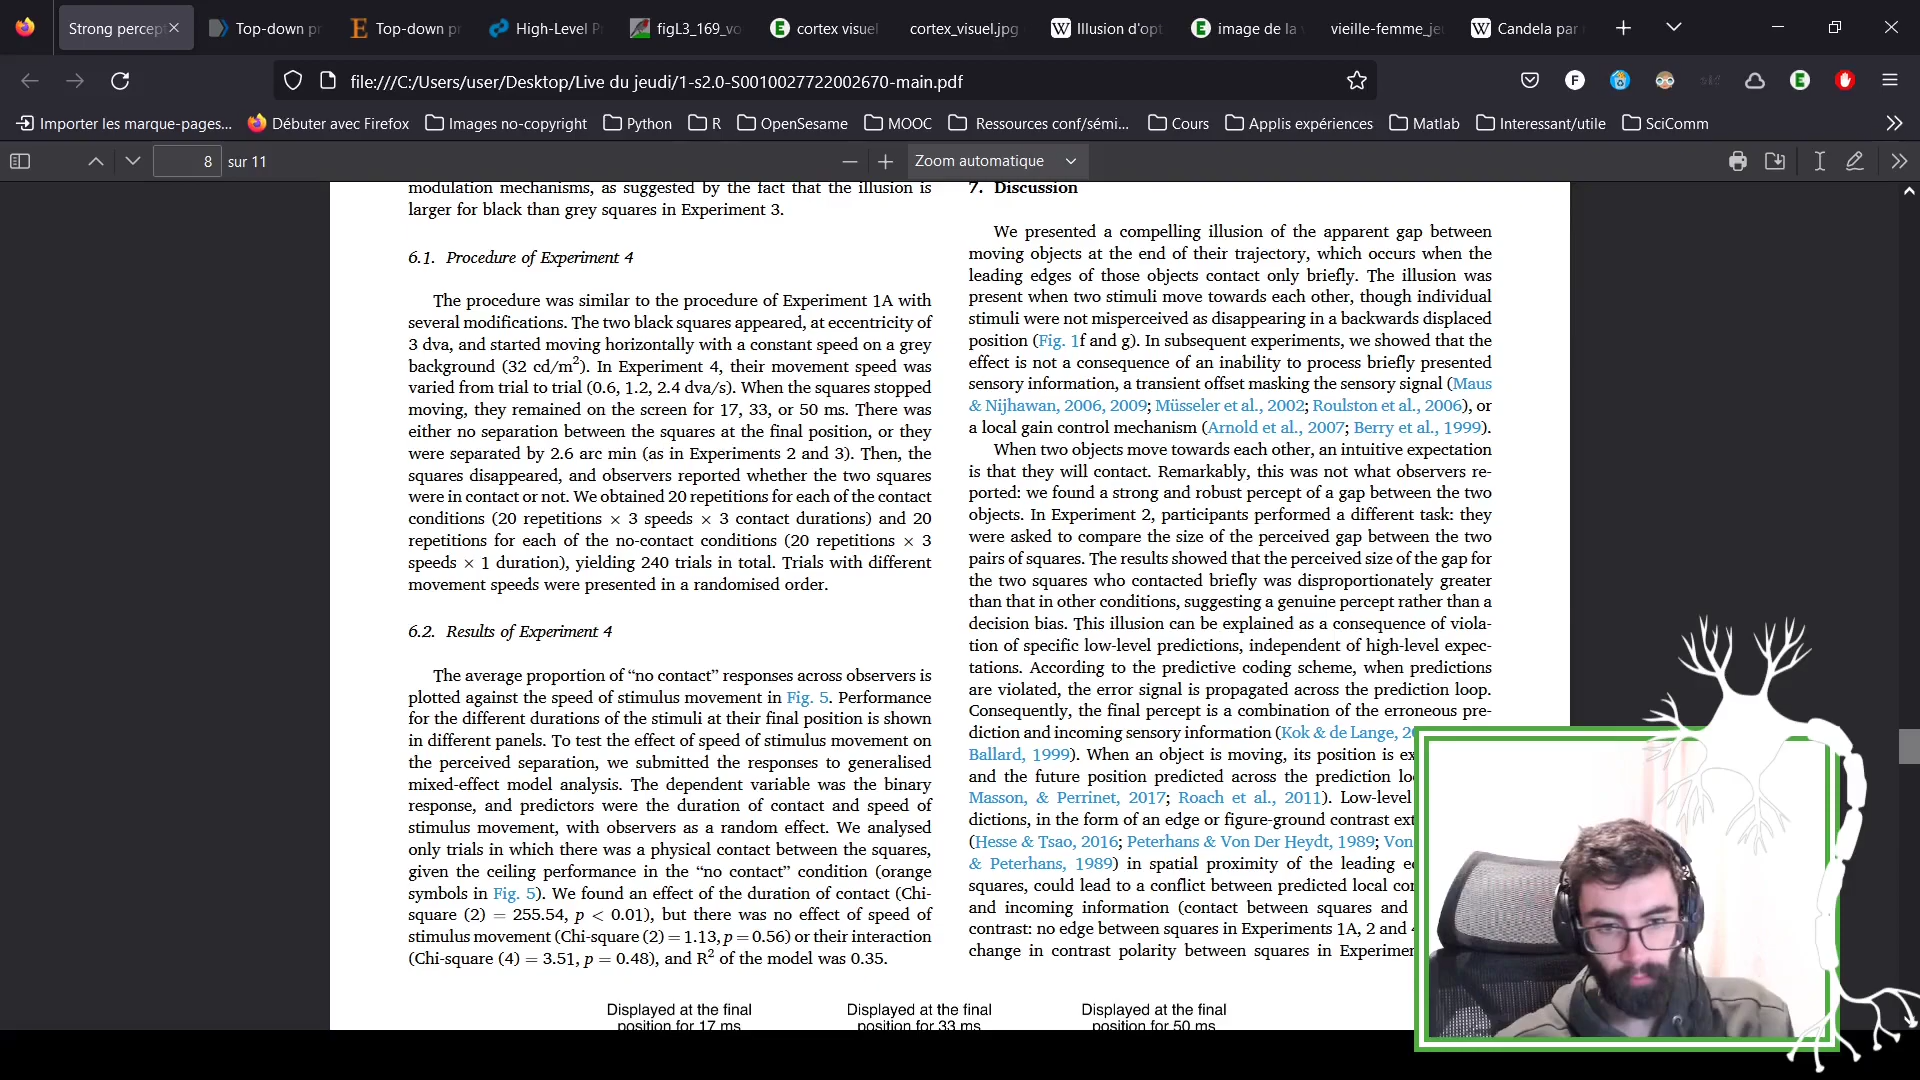 Strong percep
Top-down pr
Top-down pr
High-Level P
figL3_169_vo
cortex visuel
cortex_visuel.jpg
Illusion d'opt
image de la v
vieille-femme_je
Candela par
file:///C:/Users/user/Desktop/Live du jeudi/1-s2.0-S0010027722002670-main.pdf
Importer les marque-pages...
Débuter avec Firefox
Images no-copyright
Python
R
OpenSesame
MOOC
Ressources conf/sémi...
Cours
Applis expériences
Matlab
Interessant/utile
SciComm
8 sur 11
Zoom automatique
modulation mechanisms, as suggested by the fact that the illusion is
larger for black than grey squares in Experiment 3.
6.1. Procedure of Experiment 4
The procedure was similar to the procedure of Experiment 1A with
several modifications. The two black squares appeared, at eccentricity of
3 dva, and started moving horizontally with a constant speed on a grey
background (32 cd/m²). In Experiment 4, their movement speed was
varied from trial to trial (0.6, 1.2, 2.4 dva/s). When the squares stopped
moving, they remained on the screen for 17, 33, or 50 ms. There was
either no separation between the squares at the final position, or they
were separated by 2.6 arc min (as in Experiments 2 and 3). Then, the
squares disappeared, and observers reported whether the two squares
were in contact or not. We obtained 20 repetitions for each of the contact
conditions (20 repetitions × 3 speeds × 3 contact durations) and 20
repetitions for each of the no-contact conditions (20 repetitions × 3
speeds × 1 duration), yielding 240 trials in total. Trials with different
movement speeds were presented in a randomised order.
6.2. Results of Experiment 4
The average proportion of “no contact” responses across observers is
plotted against the speed of stimulus movement in Fig. 5. Performance
for the different durations of the stimuli at their final position is shown
in different panels. To test the effect of speed of stimulus movement on
the perceived separation, we submitted the responses to generalised
mixed-effect model analysis. The dependent variable was the binary
response, and predictors were the duration of contact and speed of
stimulus movement, with observers as a random effect. We analysed
only trials in which there was a physical contact between the squares,
given the ceiling performance in the “no contact” condition (orange
symbols in Fig. 5). We found an effect of the duration of contact (Chi-
square (2) = 255.54, p < 0.01), but there was no effect of speed of
stimulus movement (Chi-square (2) = 1.13, p = 0.56) or their interaction
(Chi-square (4) = 3.51, p = 0.48), and R² of the model was 0.35.
7. Discussion
We presented a compelling illusion of the apparent gap between
moving objects at the end of their trajectory, which occurs when the
leading edges of those objects contact only briefly. The illusion was
present when two stimuli move towards each other, though individual
stimuli were not misperceived as disappearing in a backwards displaced
position (Fig. 1f and g). In subsequent experiments, we showed that the
effect is not a consequence of an inability to process briefly presented
sensory information, a transient offset masking the sensory signal (Maus
& Nijhawan, 2006, 2009; Müsseler et al., 2002; Roulston et al., 2006), or
a local gain control mechanism (Arnold et al., 2007; Berry et al., 1999).
When two objects move towards each other, an intuitive expectation
is that they will contact. Remarkably, this was not what observers re-
ported: we found a strong and robust percept of a gap between the two
objects. In Experiment 2, participants performed a different task: they
were asked to compare the size of the perceived gap between the two
pairs of squares. The results showed that the perceived size of the gap for
the two squares who contacted briefly was disproportionately greater
than that in other conditions, suggesting a genuine percept rather than a
decision bias. This illusion can be explained as a consequence of viola-
tion of specific low-level predictions, independent of high-level expec-
tations. According to the predictive coding scheme, when predictions
are violated, the error signal is propagated across the prediction loop.
Consequently, the final percept is a combination of the erroneous pre-
diction and incoming sensory information (Kok & de Lange, 20
Ballard, 1999). When an object is moving, its position is ex
and the future position predicted across the prediction lo
Masson, & Perrinet, 2017; Roach et al., 2011). Low-level
dictions, in the form of an edge or figure-ground contrast ext
(Hesse & Tsao, 2016; Peterhans & Von Der Heydt, 1989; Von
& Peterhans, 1989) in spatial proximity of the leading e
squares, could lead to a conflict between predicted local con
and incoming information (contact between squares and
contrast: no edge between squares in Experiments 1A, 2 and
change in contrast polarity between squares in Experimen
Displayed at the final
position for 17 ms
Displayed at the final
position for 33 ms
Displayed at the final
position for 50 ms